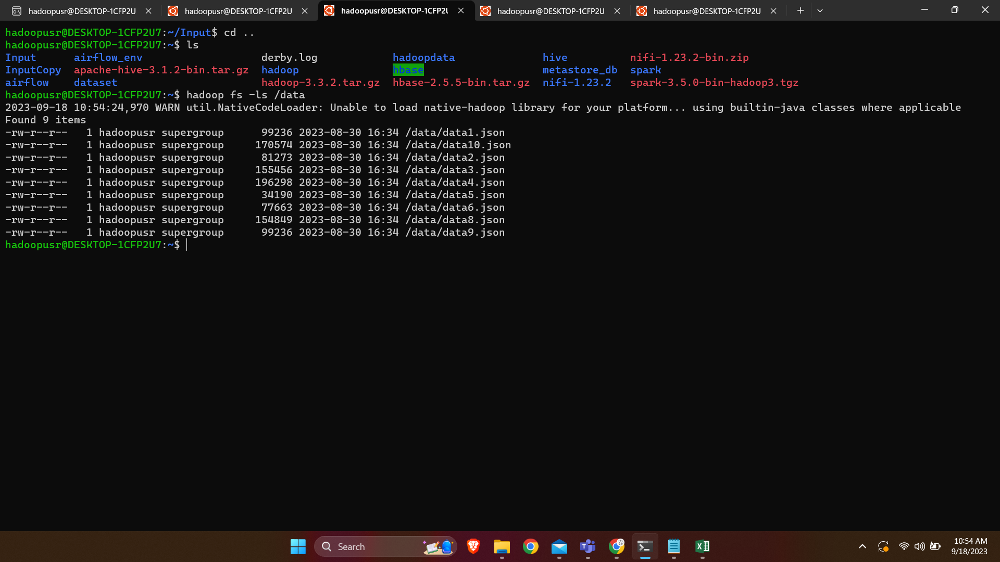 hadoopusr@DESKTOP-1CFP2U hadoopusr@DESKTOP-1CFP2U hadoopusr@DESKTOP-1CFP2U hadoopusr@DESKTOP-1CFP2U hadoopusr@DESKTOP-1CFP2U
hadoopusr@DESKTOP-1CFP2U7:~/Input$ cd ..
hadoopusr@DESKTOP-1CFP2U7:~$ ls
Input airflow_env derby.log hadoopdata hive nifi-1.23.2-bin.zip
InputCopy apache-hive-3.1.2-bin.tar.gz hadoop hbase metastore_db spark
airflow dataset hadoop-3.3.2.tar.gz hbase-2.5.5-bin.tar.gz nifi-1.23.2 spark-3.5.0-bin-hadoop3.tgz
hadoopusr@DESKTOP-1CFP2U7:~$ hadoop fs -ls /data
2023-09-18 10:54:24,970 WARN util.NativeCodeLoader: Unable to load native-hadoop library for your platform... using builtin-java classes where applicable
Found 9 items
-rw-r--r-- 1 hadoopusr supergroup 99236 2023-08-30 16:34 /data/data1.json
-rw-r--r-- 1 hadoopusr supergroup 170574 2023-08-30 16:34 /data/data10.json
-rw-r--r-- 1 hadoopusr supergroup 81273 2023-08-30 16:34 /data/data2.json
-rw-r--r-- 1 hadoopusr supergroup 155456 2023-08-30 16:34 /data/data3.json
-rw-r--r-- 1 hadoopusr supergroup 196298 2023-08-30 16:34 /data/data4.json
-rw-r--r-- 1 hadoopusr supergroup 34190 2023-08-30 16:34 /data/data5.json
-rw-r--r-- 1 hadoopusr supergroup 77663 2023-08-30 16:34 /data/data6.json
-rw-r--r-- 1 hadoopusr supergroup 154849 2023-08-30 16:34 /data/data8.json
-rw-r--r-- 1 hadoopusr supergroup 99236 2023-08-30 16:34 /data/data9.json
hadoopusr@DESKTOP-1CFP2U7:~$
Search
10:54 AM
9/18/2023